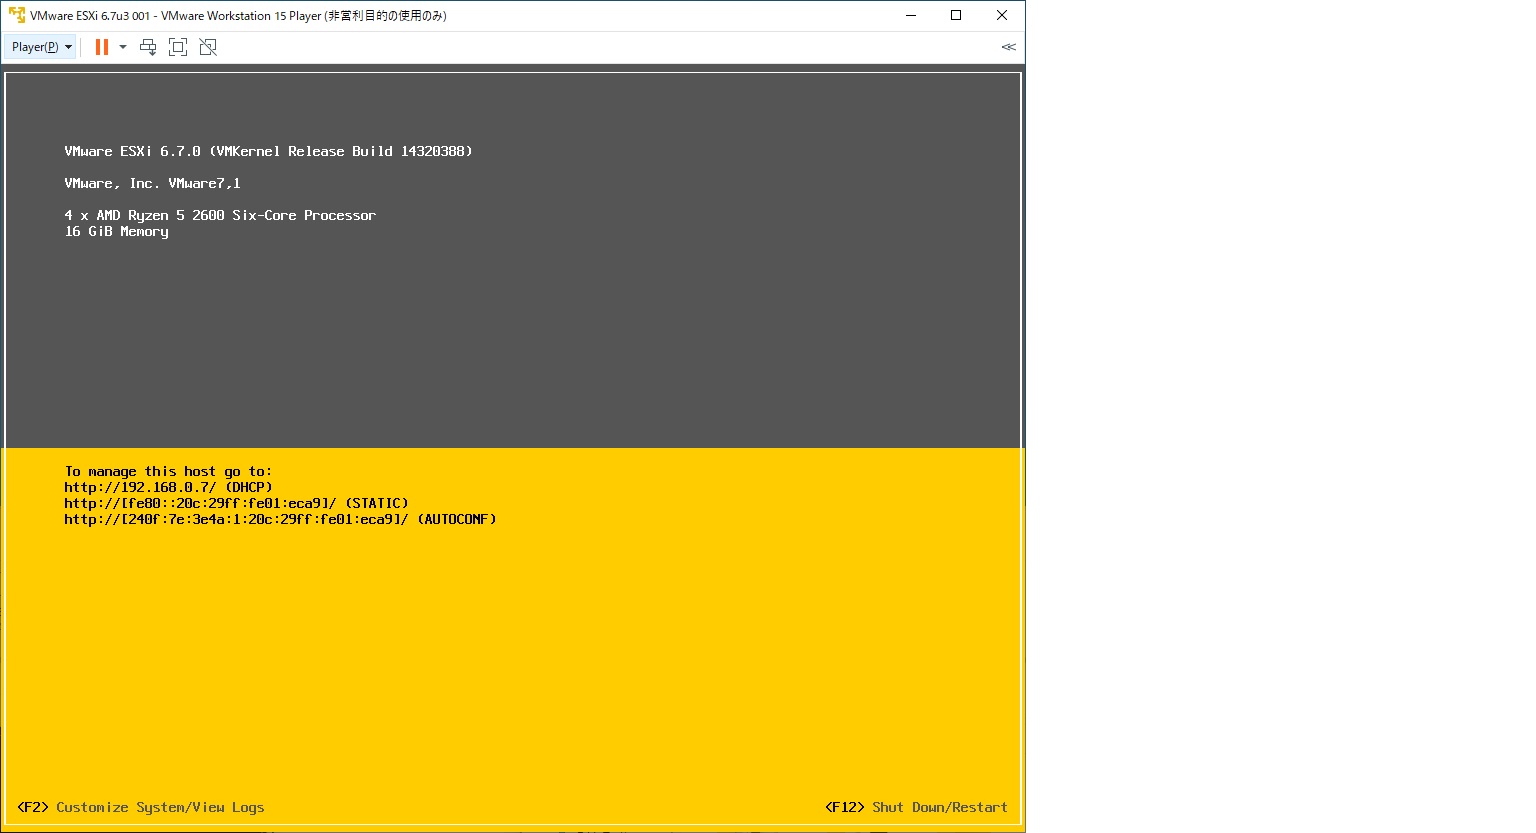 VMware ESXi 6.7u3 001 - VMware Workstation 15 Player (非営利目的の使用のみ)
Player(P)
VMware ESXi 6.7.0 (VMKernel Release Build 14320388)
VMware, Inc. VMware7,1
4 x AMD Ryzen 5 2600 Six-Core Processor
16 GiB Memory
To manage this host go to:
http://192.168.0.7/ (DHCP)
http://[fe80::20c:29ff:fe01:eca9]/ (STATIC)
http://[240f:7e:3e4a:1:20c:29ff:fe01:eca9]/ (AUTOCONF)
<F2> Customize System/View Logs
<F12> Shut Down/Restart